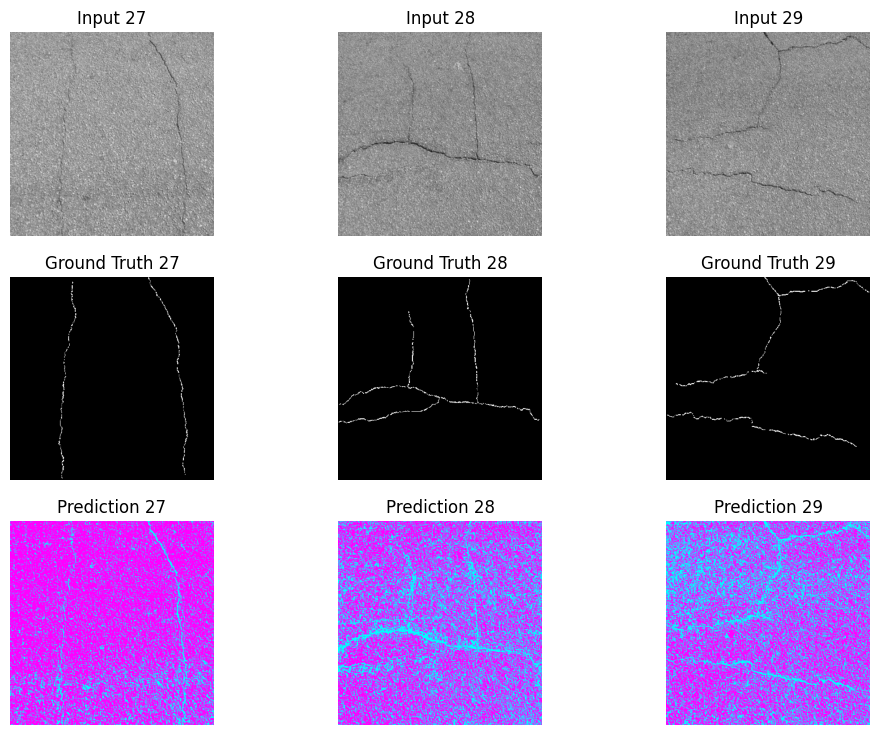 Input 27
Input 28
Input 29
Ground Truth 27
Ground Truth 28
Ground Truth 29
Prediction 27
Prediction 28
Prediction 29